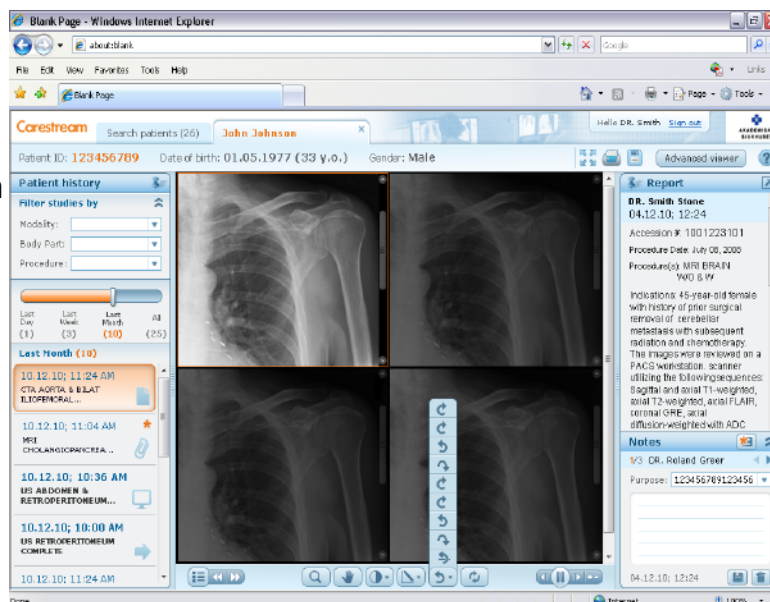 Blank Page - Windows Internet Explorer
about:blank
Google
File Edit View Favorites Tools Help
Links
Blank Page
Page
Tools
Carestream
Search patients (26)
John Johnson
x
Hello DR. Smith Sign out
Patient ID: 123456789 Date of birth: 01.05.1977 (33 y.o.) Gender: Male
Advanced viewer
?
Patient history
Filter studies by
Modality:
Body Part:
Procedure:
Last Day (1)
Last Week (3)
Last Month (10)
All (25)
Last Month (10)
10.12.10; 11:24 AM
CTA AORTA & BILAT
ILIOFEMORAL...
10.12.10; 11:04 AM
MRI
CHOLANGIOPANCREA...
10.12.10; 10:36 AM
US ABDOMEN &
RETROPERITONEUM...
10.12.10; 10:00 AM
US RETROPERITONEUM
COMPLETE
10.12.10; 11:24 AM
Report
DR. Smith Stone
04.12.10; 12:24
Accession #: 1001223101
Procedure(s): MRI BRAIN
W/O & W
Indications: 45-year-old female
with history of prior surgical
removal of cerebellar
metastasis with subsequent
radiation and chemotherapy.
The images were reviewed on a
PACS workstation. scanner
utilizing the following sequences:
Sagittal and axial T1-weighted,
axial T2-weighted, axial FLAIR,
coronal GRE, axial
diffusion-weighted with ADC
Notes
1/3 DR. Roland Greer
Purpose: 123456789123456
04.12.10; 12:24
Done
Internet
100%